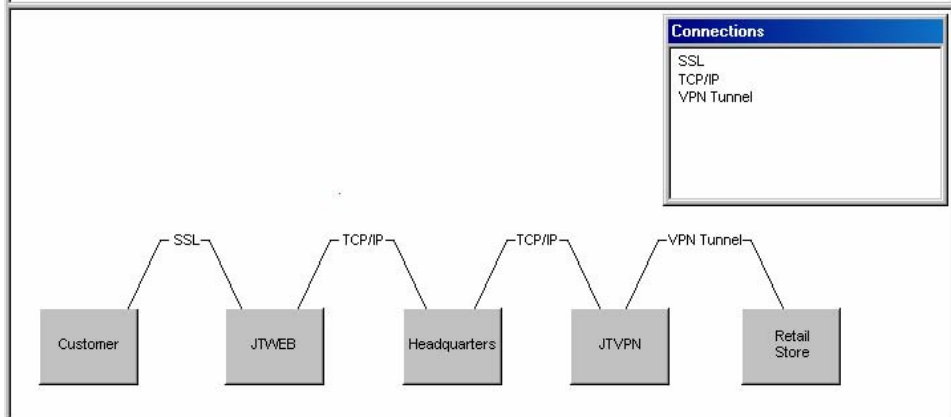 Connections
SSL
TCP/IP
VPN Tunnel
SSL
TCP/IP
TCP/IP
VPN Tunnel
Customer
JTWEB
Headquarters
JTVPN
Retail
Store